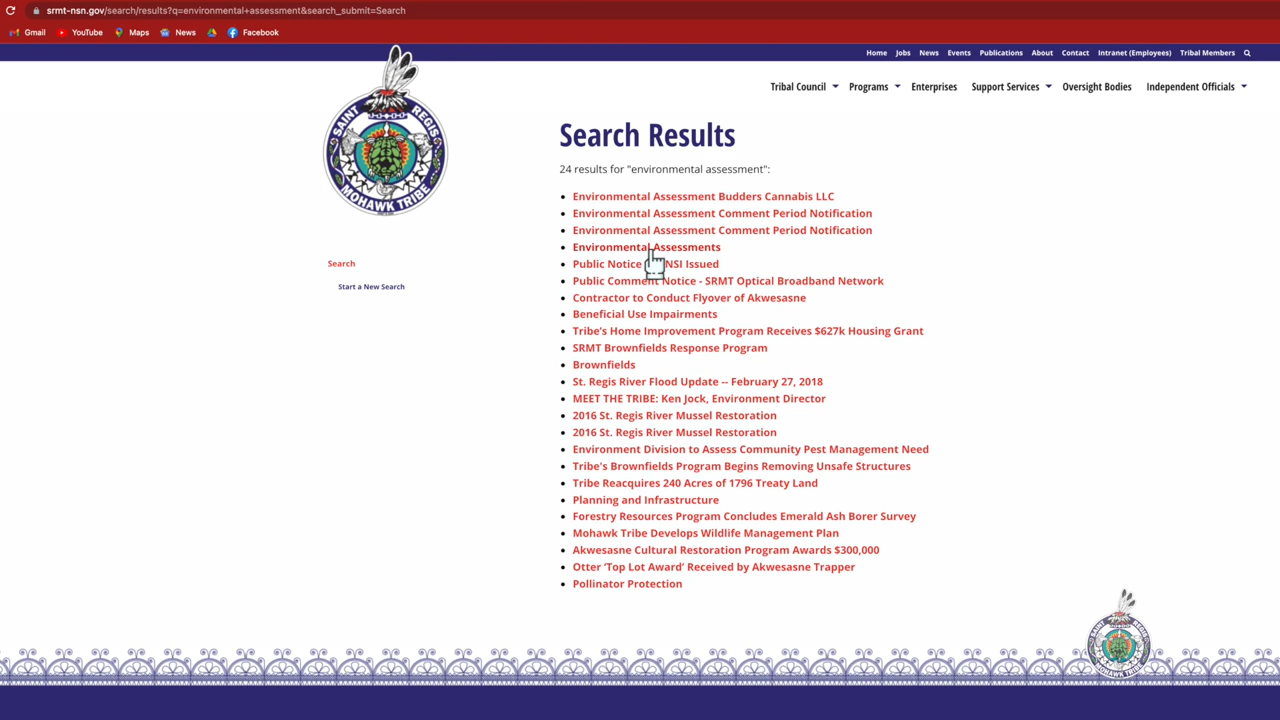 srmt-nsn.gov/search/results?q=environmental+assessment&search_submit=Search
Gmail YouTube Maps News Facebook
Home Jobs News Events Publications About Contact Intranet (Employees) Tribal Members
Tribal Council Programs Enterprises Support Services Oversight Bodies Independent Officials
SAINT REGIS
MOHAWK TRIBE
Search
Start a New Search
Search Results
24 results for "environmental assessment":
Environmental Assessment Budders Cannabis LLC
Environmental Assessment Comment Period Notification
Environmental Assessment Comment Period Notification
Environmental Assessments
Public Notice NSI Issued
Public Comment Notice - SRMT Optical Broadband Network
Contractor to Conduct Flyover of Akwesasne
Beneficial Use Impairments
Tribe’s Home Improvement Program Receives $627k Housing Grant
SRMT Brownfields Response Program
Brownfields
St. Regis River Flood Update -- February 27, 2018
MEET THE TRIBE: Ken Jock, Environment Director
2016 St. Regis River Mussel Restoration
2016 St. Regis River Mussel Restoration
Environment Division to Assess Community Pest Management Need
Tribe's Brownfields Program Begins Removing Unsafe Structures
Tribe Reacquires 240 Acres of 1796 Treaty Land
Planning and Infrastructure
Forestry Resources Program Concludes Emerald Ash Borer Survey
Mohawk Tribe Develops Wildlife Management Plan
Akwesasne Cultural Restoration Program Awards $300,000
Otter ‘Top Lot Award’ Received by Akwesasne Trapper
Pollinator Protection
SAINT REGIS
MOHAWK TRIBE